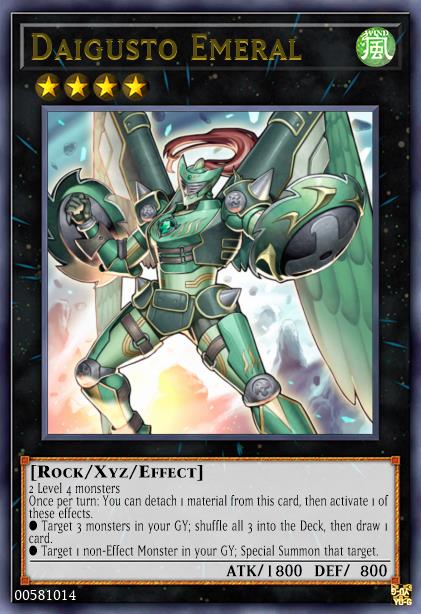 DAIGUSTO EMERAL
WIND
風
[ROCK/XYZ/EFFECT]
2 Level 4 monsters
Once per turn: You can detach 1 material from this card, then activate 1 of
these effects.
● Target 3 monsters in your GY; shuffle all 3 into the Deck, then draw 1
card.
● Target 1 non-Effect Monster in your GY; Special Summon that target.
ATK/1800 DEF/ 800
00581014